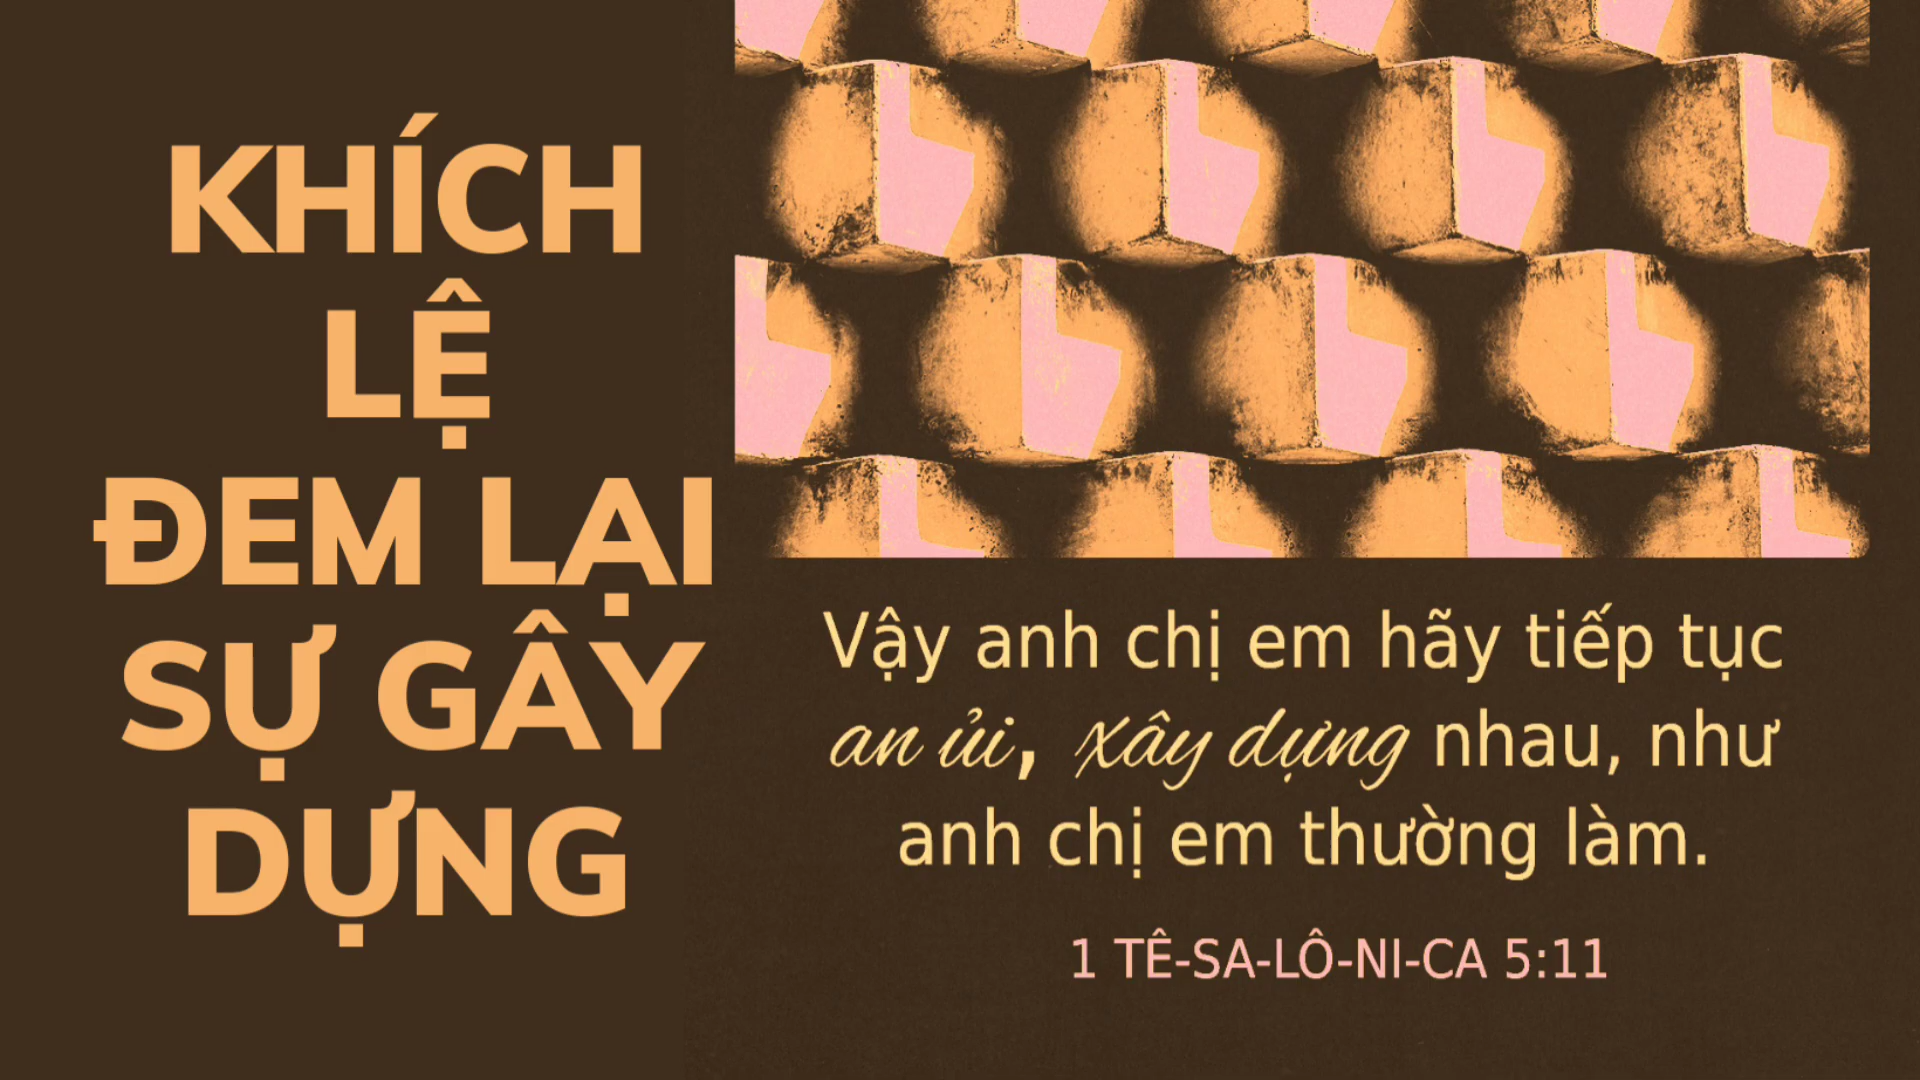 KHÍCH
LỆ
ĐEM LẠI
SỰ GÂY
DỰNG
Vậy anh chị em hãy tiếp tục
an ủi, xây dựng nhau, như
anh chị em thường làm.
1 TÊ-SA-LÔ-NI-CA 5:11